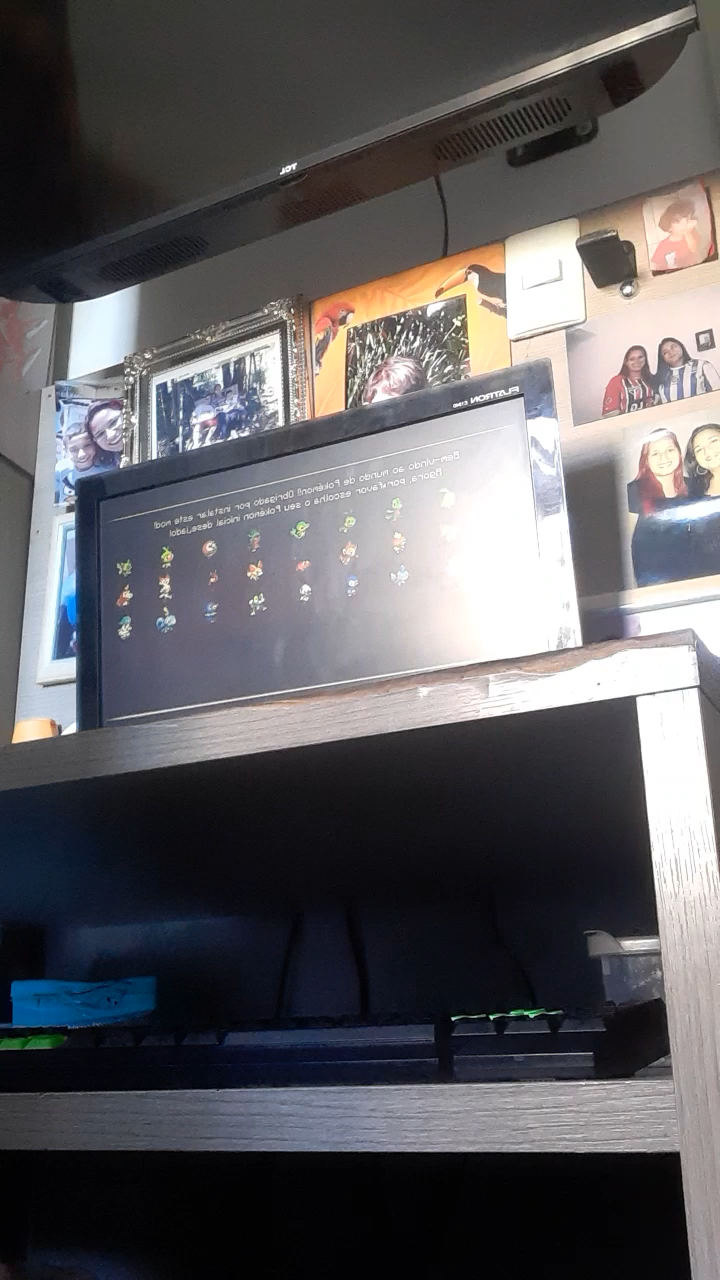 TCL
FLATRON E1940
Bem-vindo ao mundo de Pokémon!! Obrigado por instalar este mod!
Agora, por favor escolha o seu Pokémon inicial desejado!